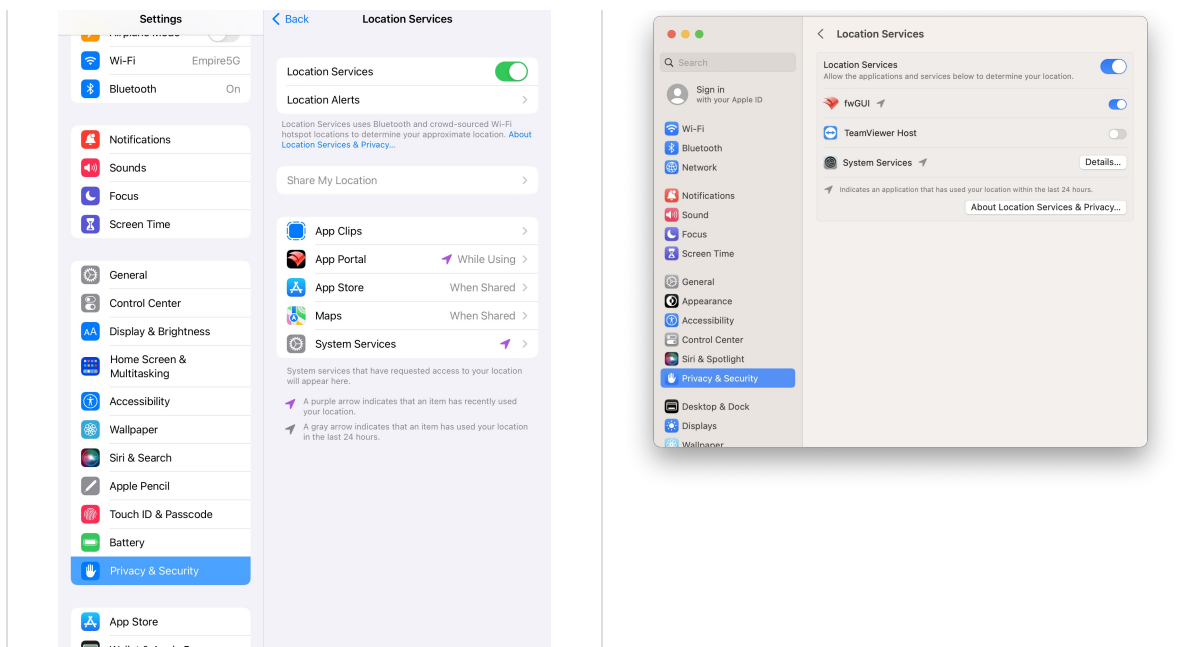 Settings
Airplane Mode
Wi-Fi Empire5G
Bluetooth On
Notifications
Sounds
Focus
Screen Time
General
Control Center
AA Display & Brightness
Home Screen &
Multitasking
Accessibility
Wallpaper
Siri & Search
Apple Pencil
Touch ID & Passcode
Battery
Privacy & Security
App Store
Back Location Services
Location Services
Location Alerts
Location Services uses Bluetooth and crowd-sourced Wi-Fi
hotspot locations to determine your approximate location. About
Location Services & Privacy...
Share My Location
App Clips
App Portal While Using
App Store When Shared
Maps When Shared
System Services
System services that have requested access to your location
will appear here.
A purple arrow indicates that an item has recently used
your location.
A gray arrow indicates that an item has used your location
in the last 24 hours.
Search
Sign in
with your Apple ID
Wi-Fi
Bluetooth
Network
Notifications
Sound
Focus
Screen Time
General
Appearance
Accessibility
Control Center
Siri & Spotlight
Privacy & Security
Desktop & Dock
Displays
Wallpaper
Location Services
Location Services
Allow the applications and services below to determine your location.
fwGUI
TeamViewer Host
System Services Details...
Indicates an application that has used your location within the last 24 hours.
About Location Services & Privacy...